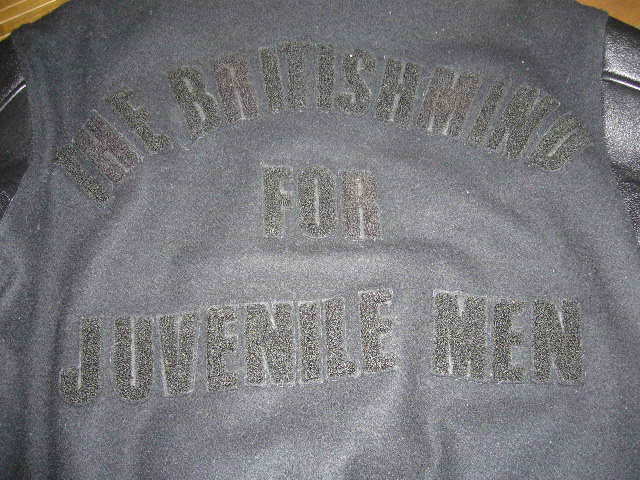 THE BRITISHMIND
FOR
JUVENILE MEN